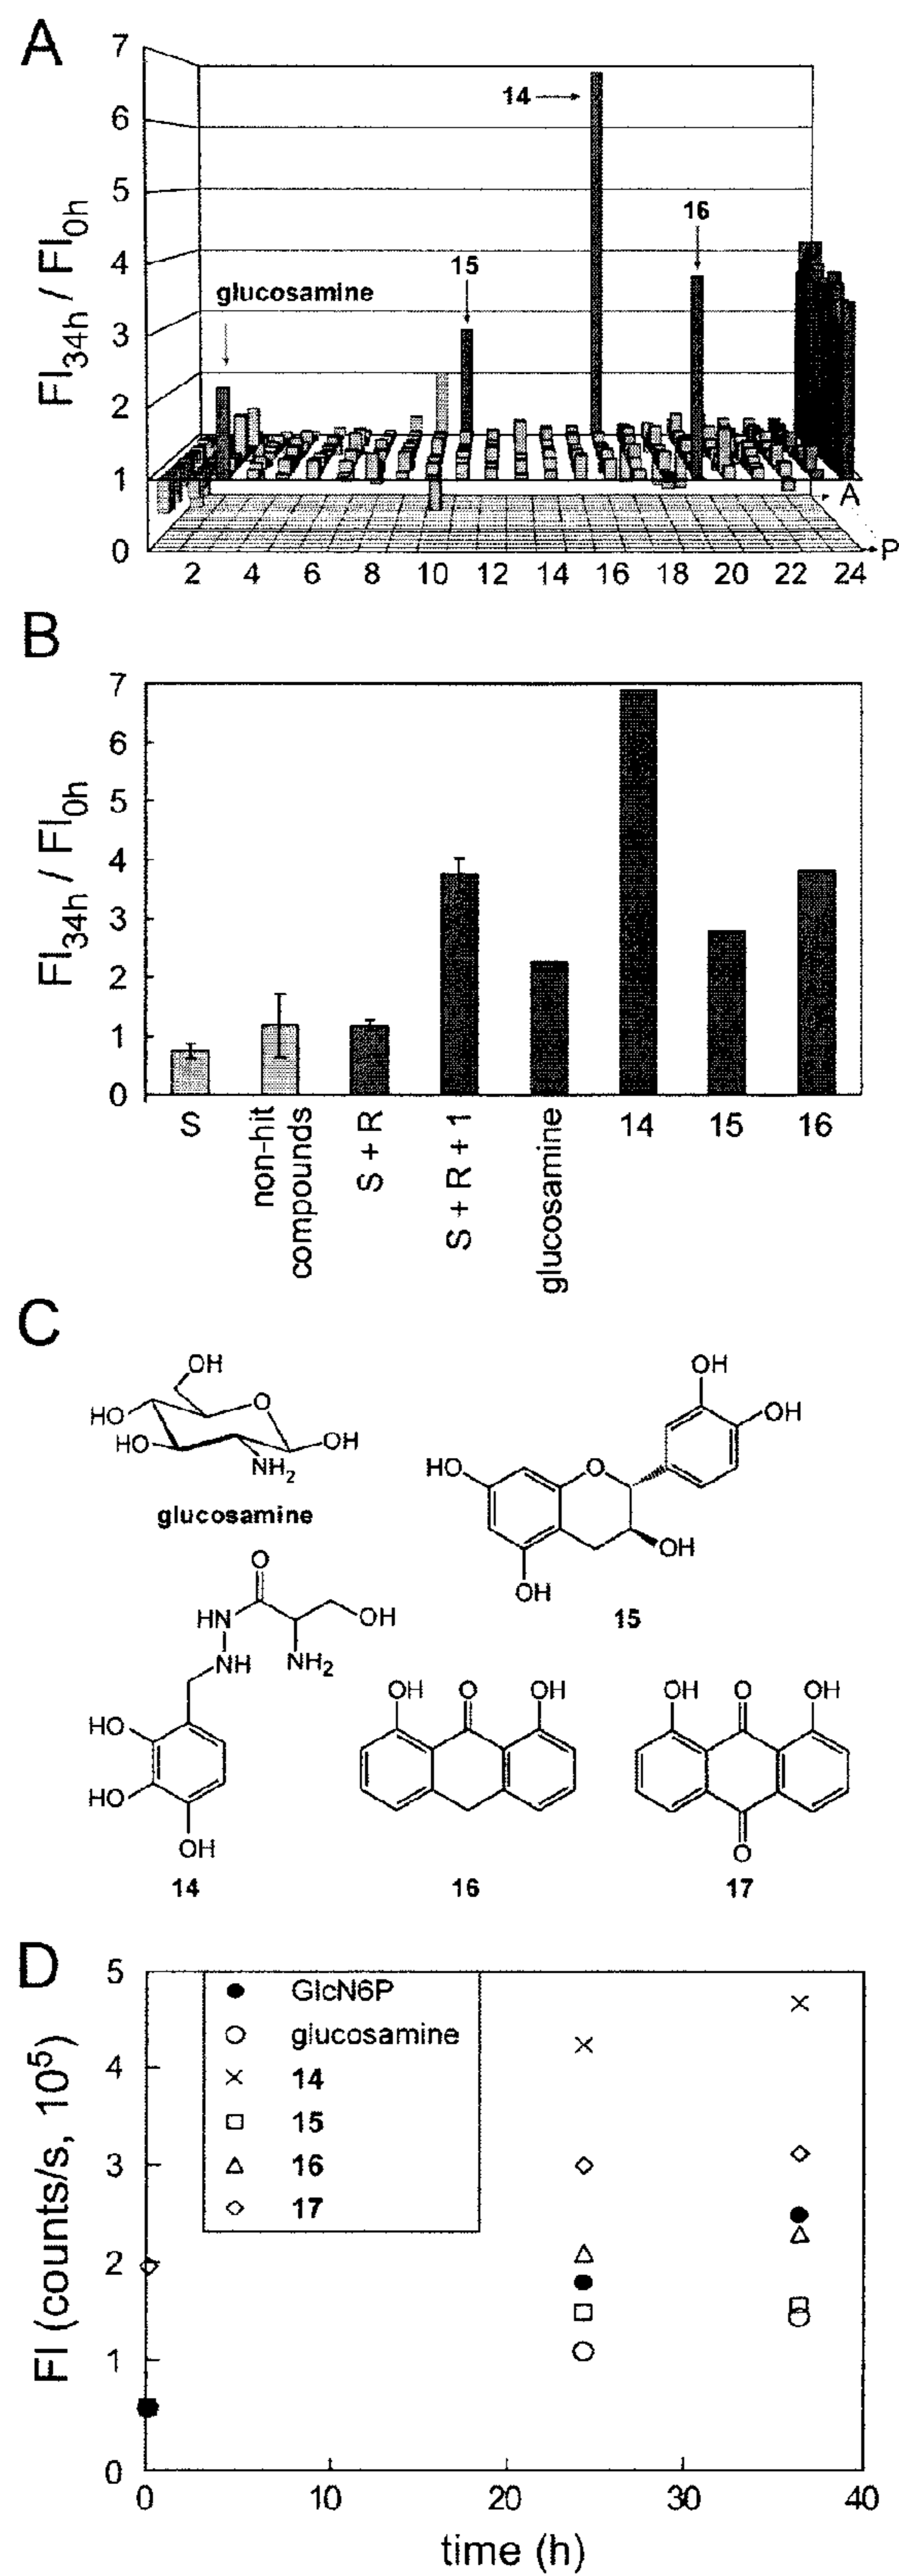 A
7
6
5
4
3
2
1
0
FI34h / FI0h
14
16
15
glucosamine
A
P
2 4 6 8 10 12 14 16 18 20 22 24
B
7
6
5
4
3
2
1
0
FI34h / FI0h
S
non-hit
compounds
S + R
S + R + 1
glucosamine
14
15
16
C
OH
HO
O
HO
OH
NH2
glucosamine
OH
OH
HO
O
OH
OH
15
O
HN
OH
NH
NH2
HO
HO
OH
14
OH O OH
16
OH O OH
O
17
D
5
4
3
2
1
0
FI (counts/s, 10⁵)
GlcN6P
glucosamine
14
15
16
17
0 10 20 30 40
time (h)